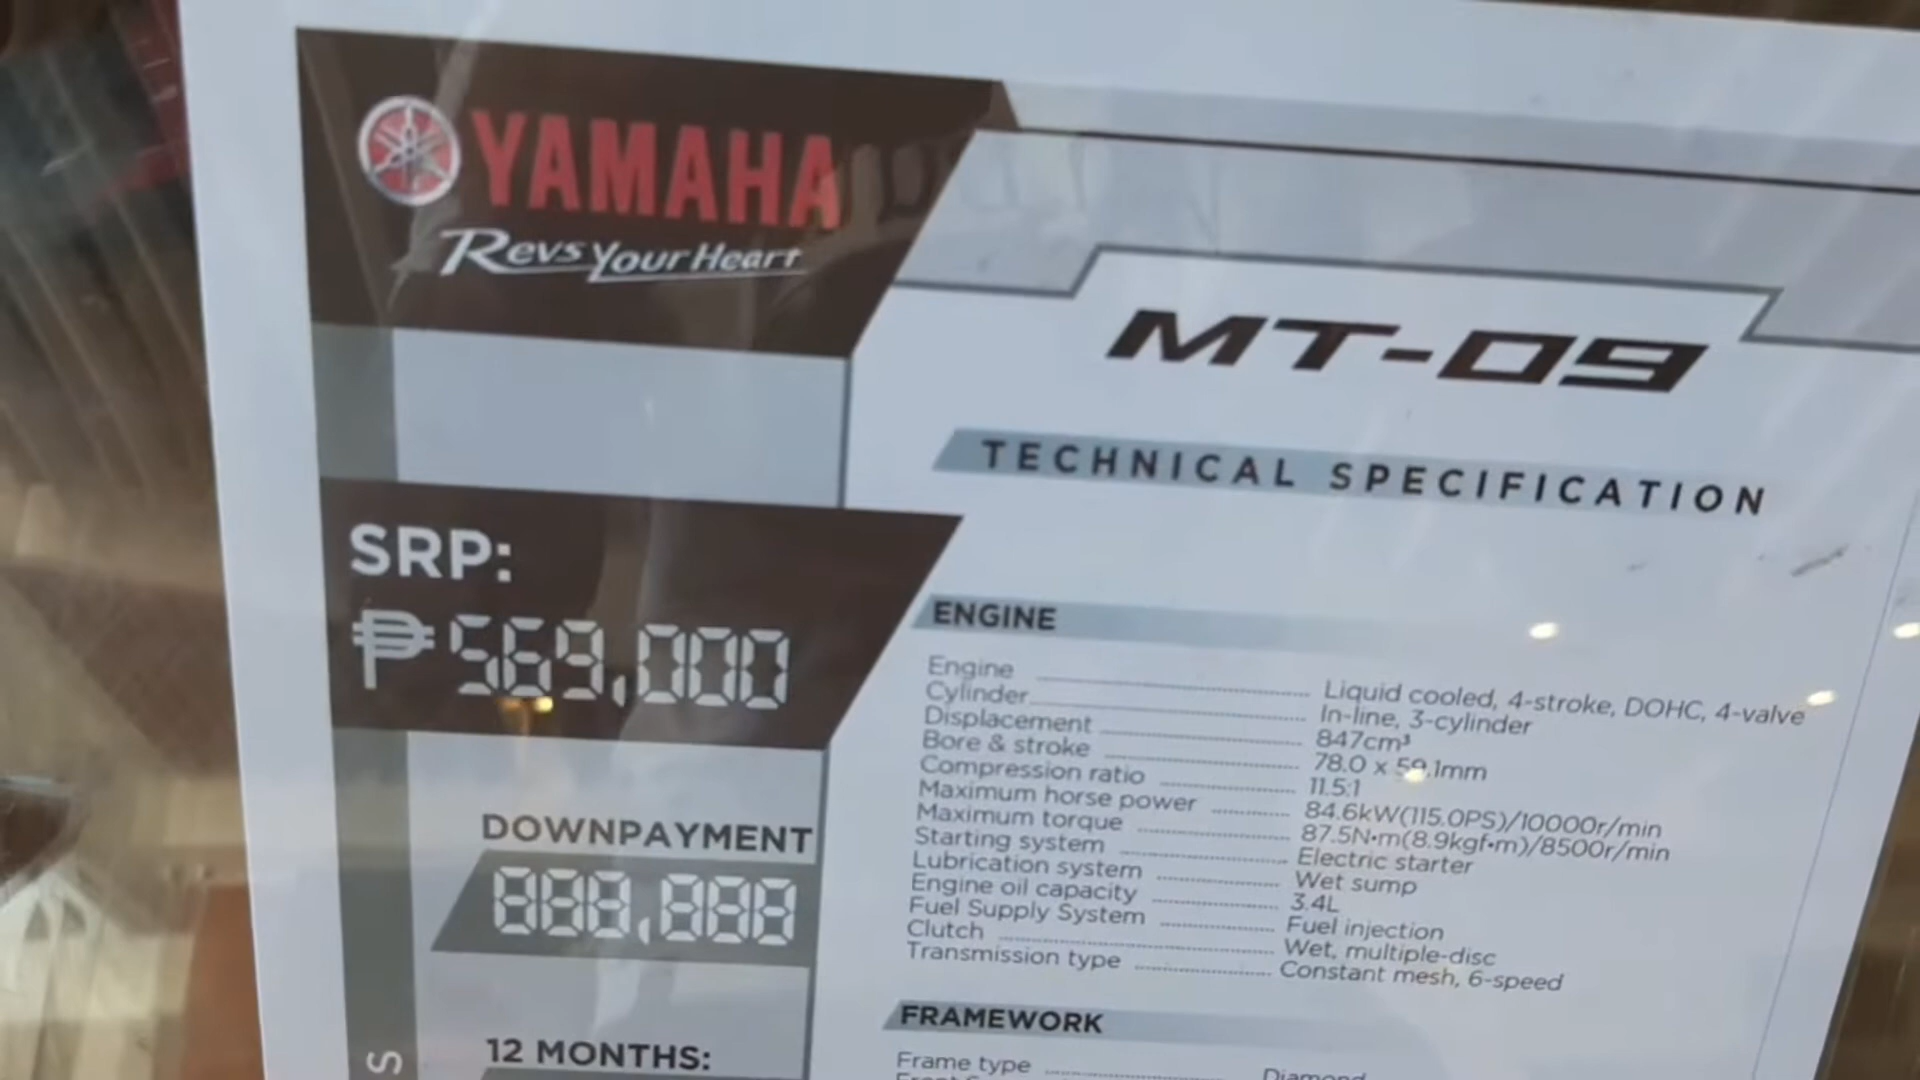 YAMAHA
Revs Your Heart
MT-09
TECHNICAL SPECIFICATION
SRP:
₱569,000
DOWNPAYMENT
888,888
12 MONTHS:
S
ENGINE
Engine Liquid cooled, 4-stroke, DOHC, 4-valve
Cylinder In-line, 3-cylinder
Displacement 847cm³
Bore & stroke 78.0 x 59.1mm
Compression ratio 11.5:1
Maximum horse power 84.6kW(115.0PS)/10000r/min
Maximum torque 87.5N•m(8.9kgf•m)/8500r/min
Starting system Electric starter
Lubrication system Wet sump
Engine oil capacity 3.4L
Fuel Supply System Fuel injection
Clutch Wet, multiple-disc
Transmission type Constant mesh, 6-speed
FRAMEWORK
Frame type Diamond